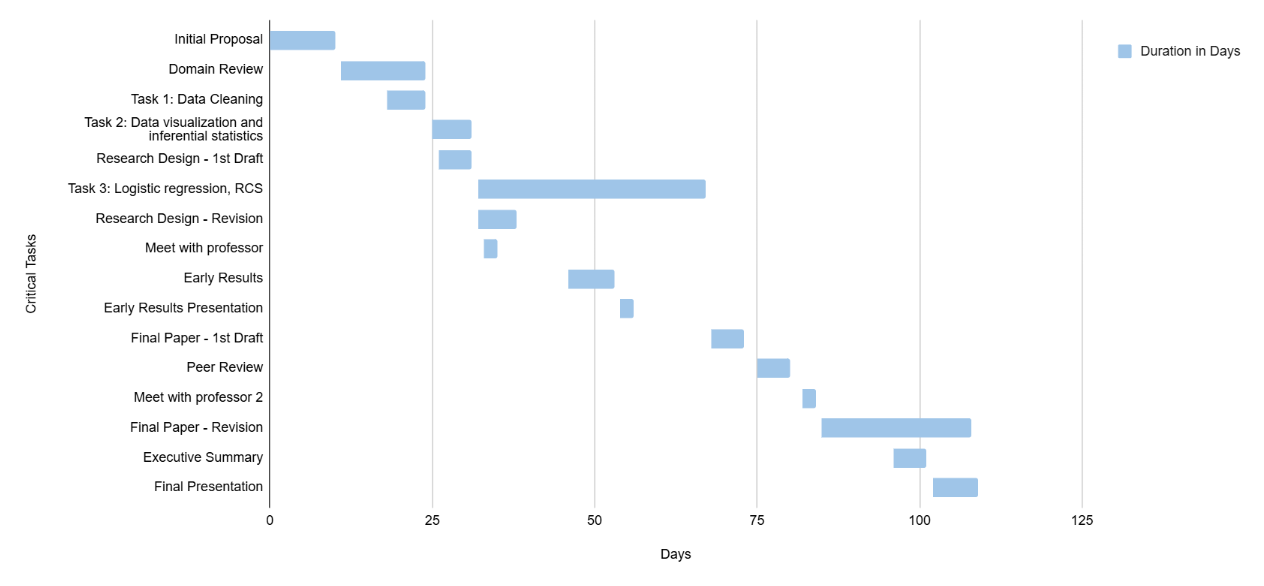 Initial Proposal
Duration in Days
Domain Review
Task 1: Data Cleaning
Task 2: Data visualization and
inferential statistics
Research Design - 1st Draft
Task 3: Logistic regression, RCS
Research Design - Revision
Meet with professor
Early Results
Early Results Presentation
Final Paper - 1st Draft
Peer Review
Meet with professor 2
Final Paper - Revision
Executive Summary
Final Presentation
Critical Tasks
0 25 50 75 100 125
Days